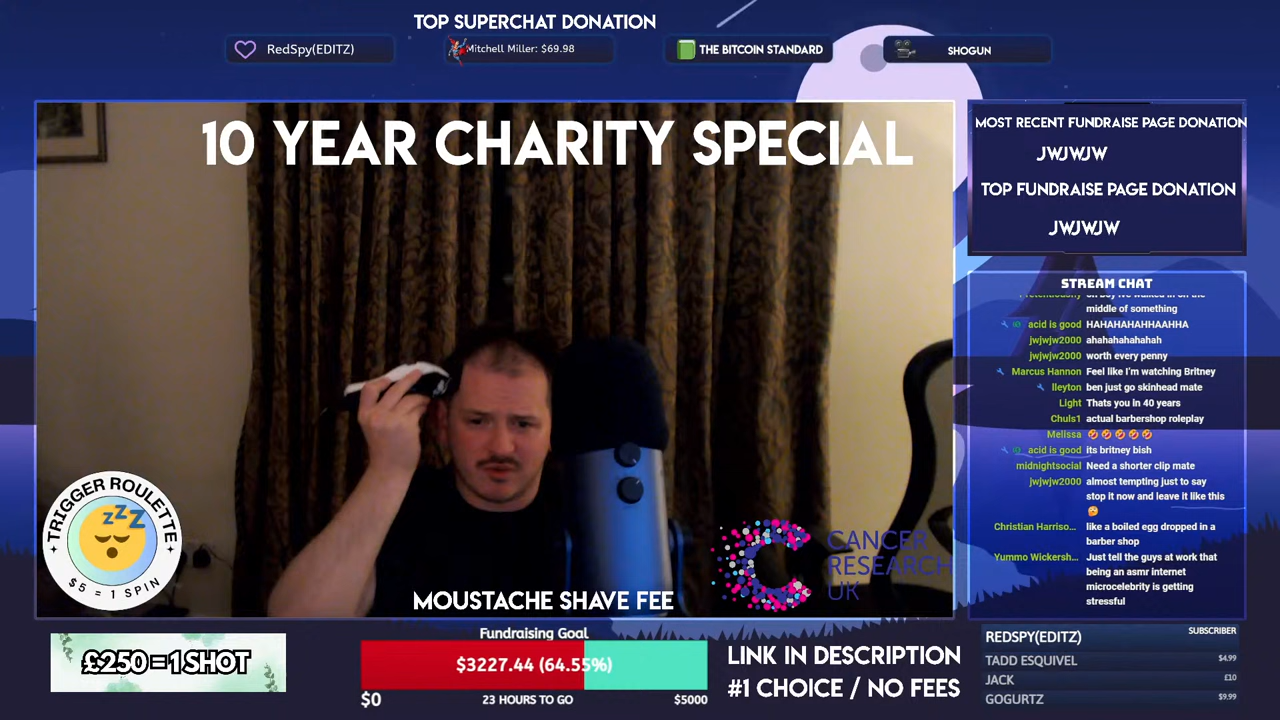 TOP SUPERCHAT DONATION
RedSpy(EDITZ)
Mitchell Miller: $69.98
THE BITCOIN STANDARD
SHOGUN
10 YEAR CHARITY SPECIAL
MOST RECENT FUNDRAISE PAGE DONATION
JWJWJW
TOP FUNDRAISE PAGE DONATION
JWJWJW
STREAM CHAT
middle of something
acid is good HAHAHAHAHHAAHHA
jwjwjw2000 ahahahahahahah
jwjwjw2000 worth every penny
Marcus Hannon Feel like I'm watching Britney
lleyton ben just go skinhead mate
Light Thats you in 40 years
Chuls1 actual barbershop roleplay
Melissa 🤣🤣🤣🤣🤣
acid is good its britney bish
midnightsocial Need a shorter clip mate
jwjwjw2000 almost tempting just to say
stop it now and leave it like this
Christian Harriso... like a boiled egg dropped in a
barber shop
Yummo Wickersh... Just tell the guys at work that
being an asmr internet
microcelebrity is getting
stressful
TRIGGER ROULETTE
zzz
$5 = 1 SPIN
CANCER
RESEARCH
UK
MOUSTACHE SHAVE FEE
£250 = 1 SHOT
Fundraising Goal
$3227.44 (64.55%)
$0
23 HOURS TO GO
$5000
LINK IN DESCRIPTION
#1 CHOICE / NO FEES
REDSPY(EDITZ) SUBSCRIBER
TADD ESQUIVEL $4.99
JACK £10
GOGURTZ $9.99